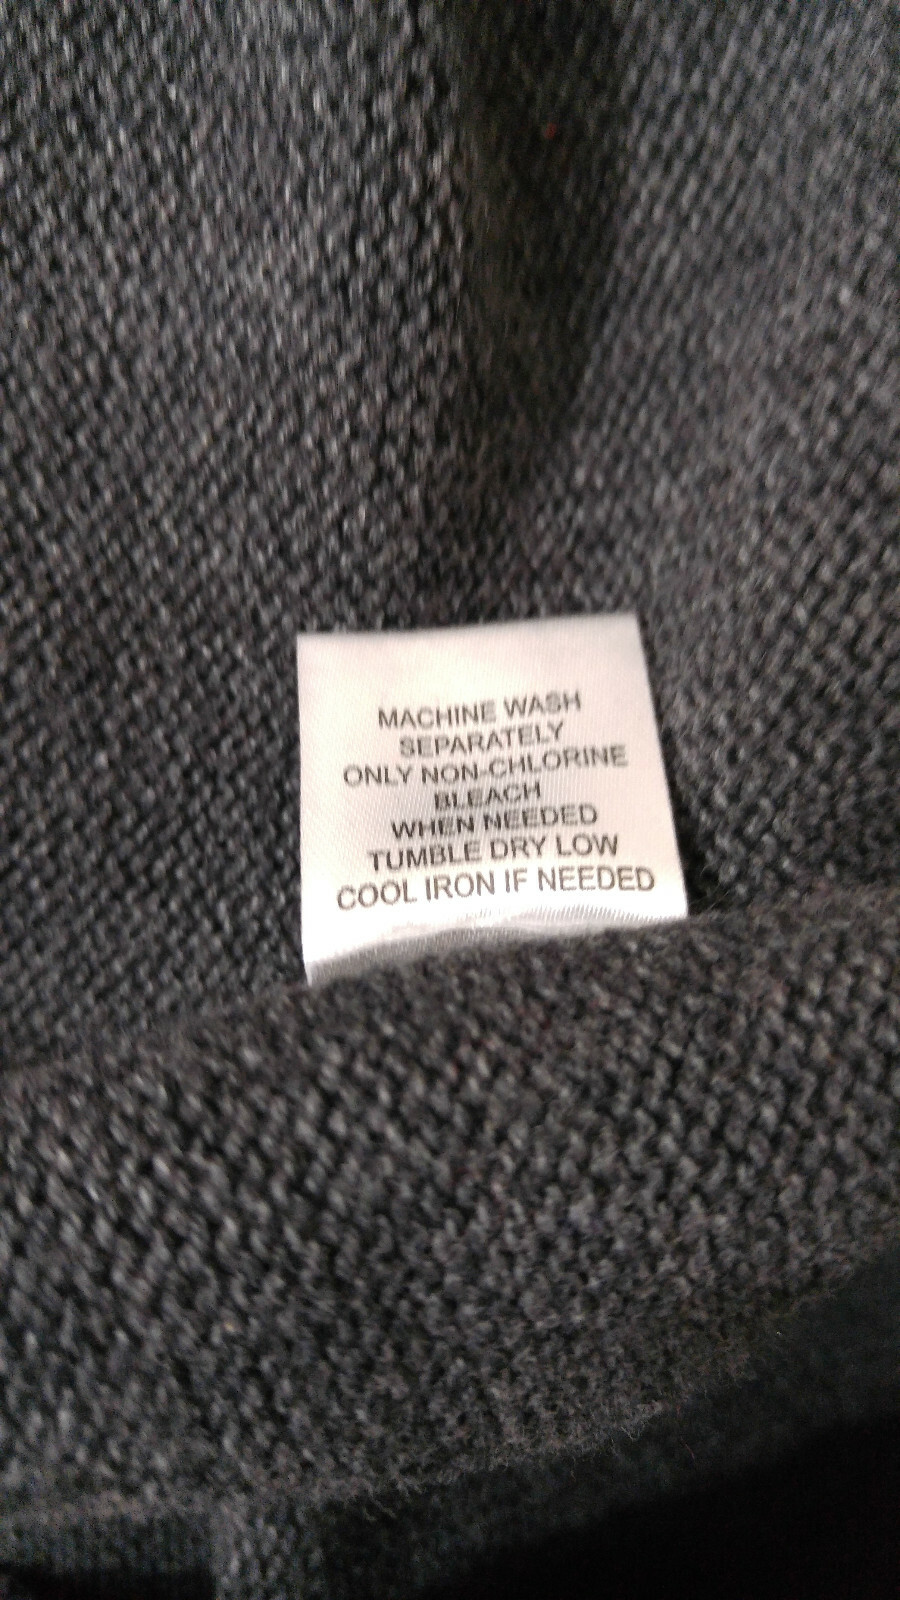 MACHINE WASH
SEPARATELY
ONLY NON-CHLORINE
BLEACH
WHEN NEEDED
TUMBLE DRY LOW
COOL IRON IF NEEDED